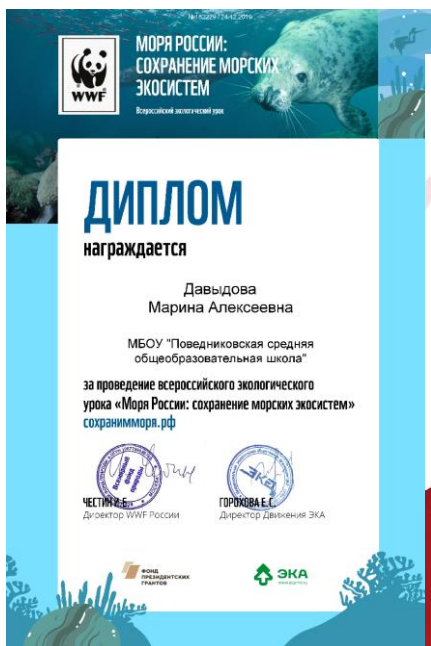 МОРЯ РОССИИ:
СОХРАНЕНИЕ МОРСКИХ
ЭКОСИСТЕМ
Всероссийский экологический урок
WWF
ДИПЛОМ
награждается
Давыдова
Марина Алексеевна
МБОУ "Поведниковская средняя
общеобразовательная школа"
за проведение всероссийского экологического
урока «Моря России: сохранение морских экосистем»
сохранимморя.рф
ЧЕСТИН И.Е.
Директор WWF России
ГОРОХОВА Е.С.
Директор Движения ЭКА
ФОНД
ПРЕЗИДЕНТСКИХ
ГРАНТОВ
ЭКА